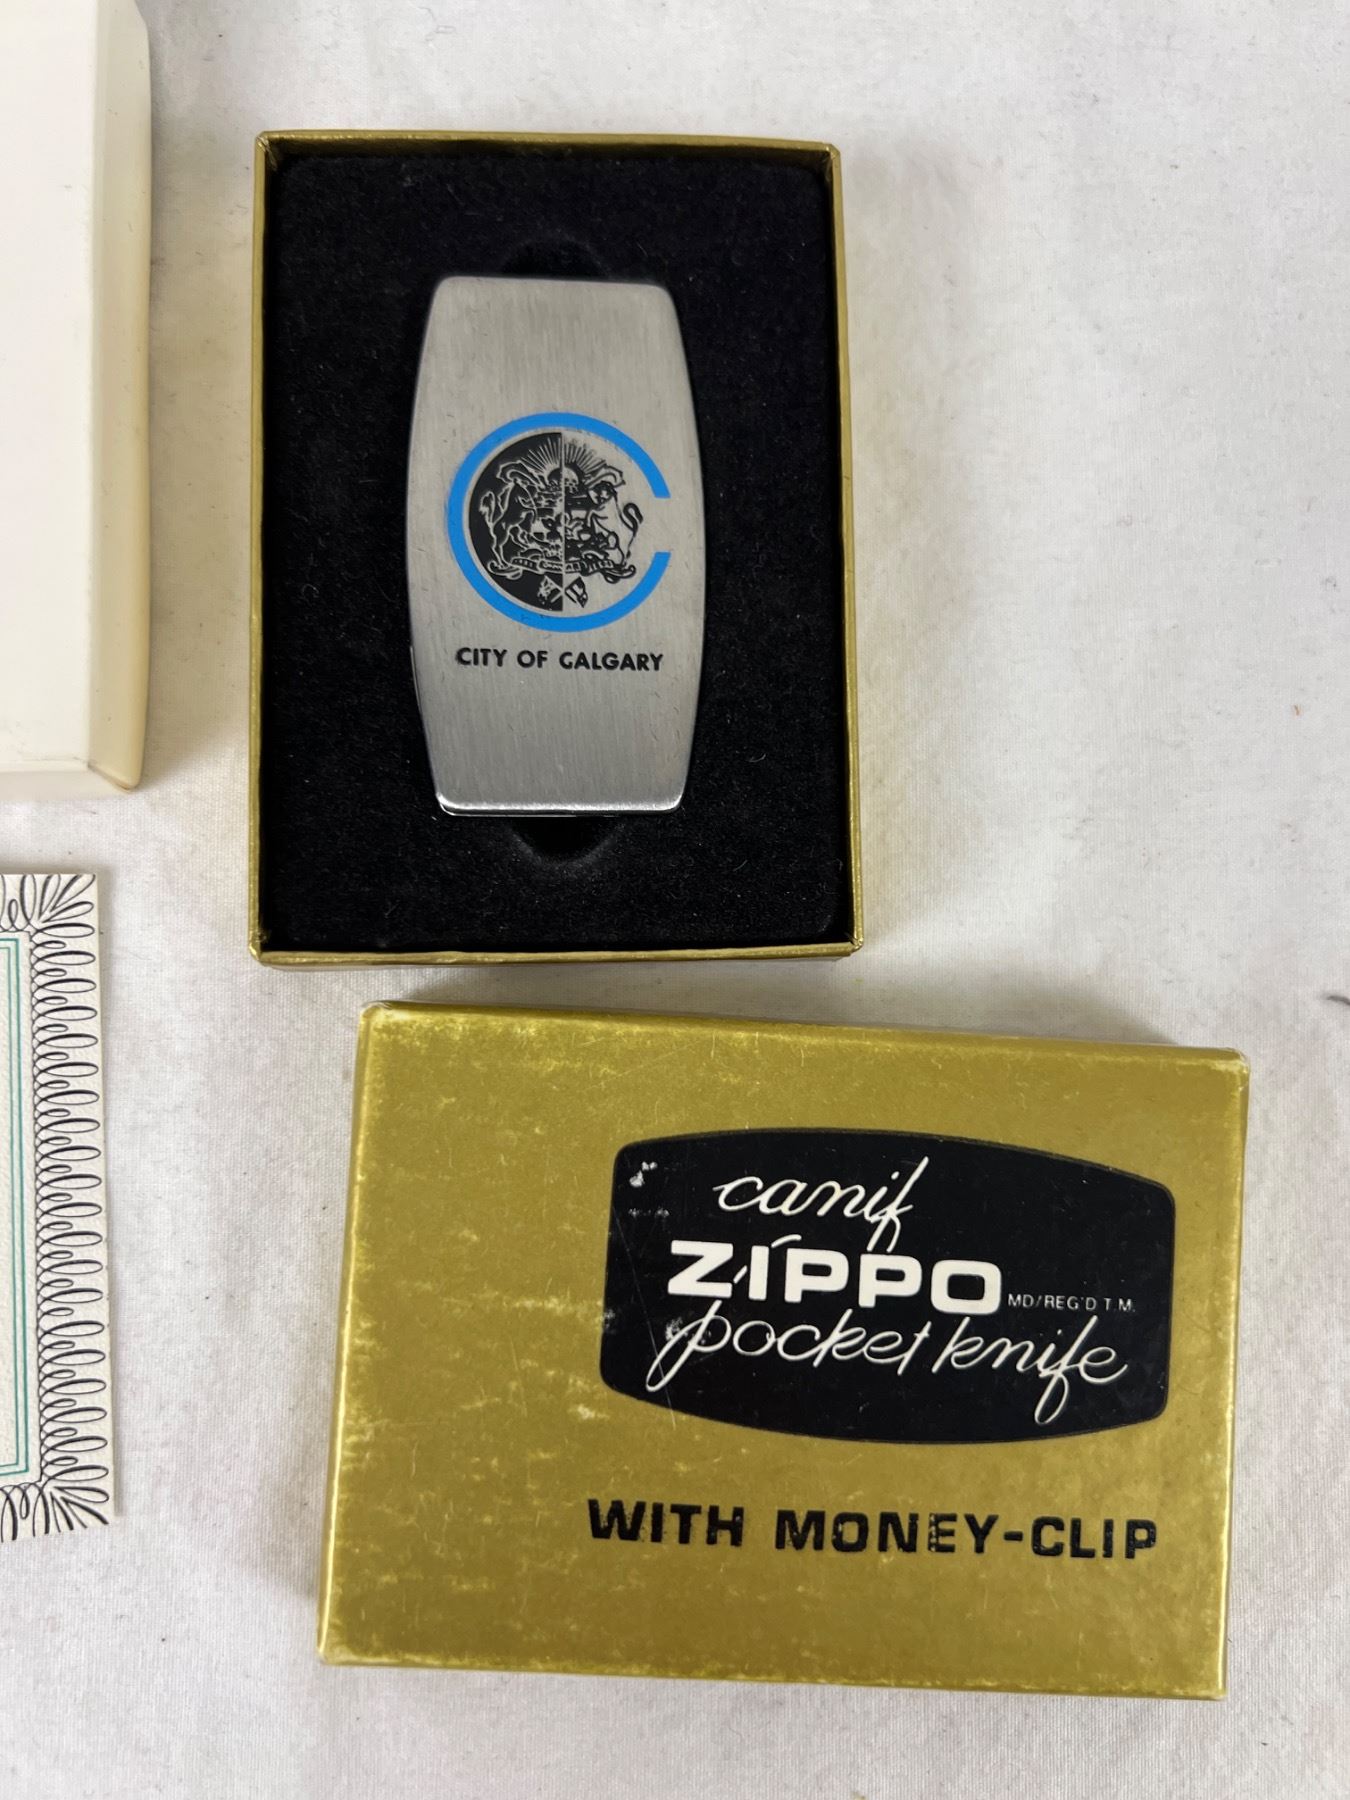 CITY OF CALGARY
canif
ZIPPO MD/REG'D T.M.
pocket knife
WITH MONEY-CLIP